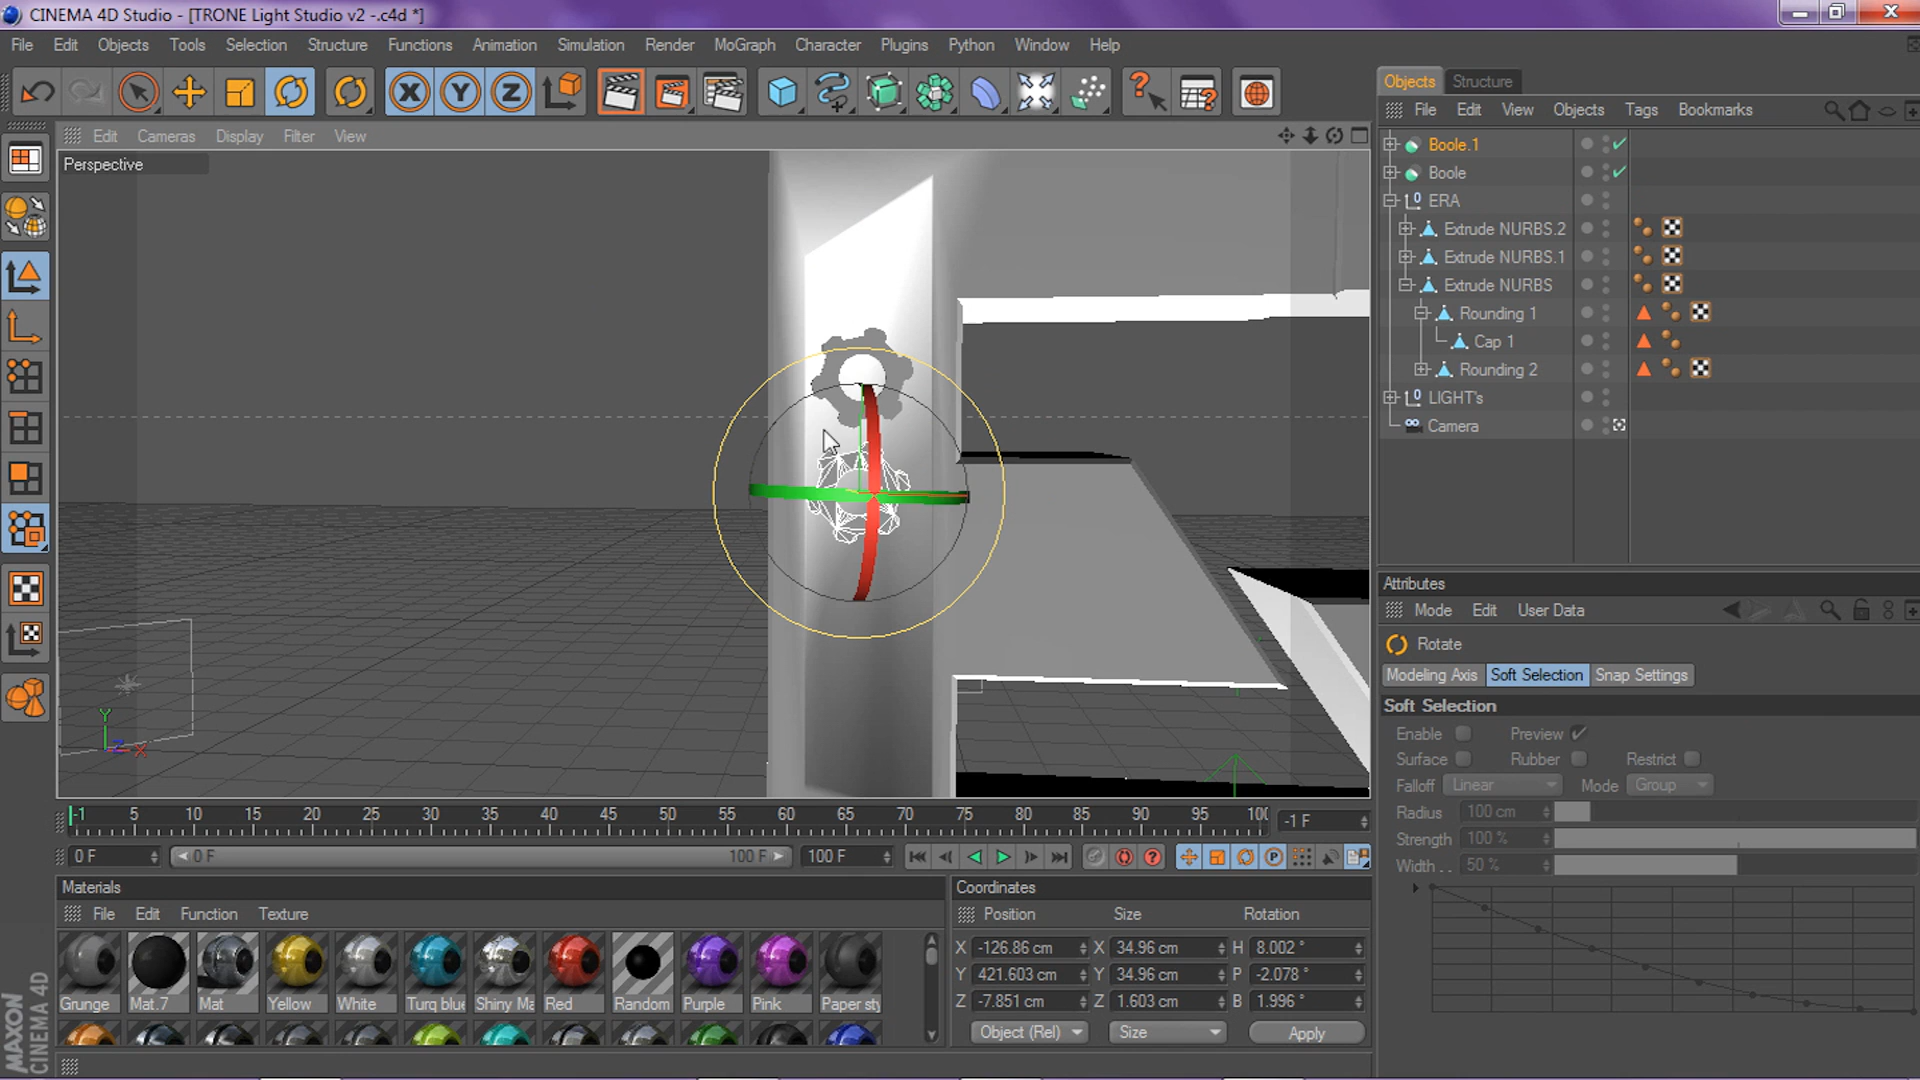 CINEMA 4D Studio - [TRONE Light Studio v2 -.c4d *]
File Edit Objects Tools Selection Structure Functions Animation Simulation Render MoGraph Character Plugins Python Window Help
X Y Z
Edit Cameras Display Filter View
Perspective
Y
Z X
-1 5 10 15 20 25 30 35 40 45 50 55 60 65 70 75 80 85 90 95 100 -1 F
0 F 0 F 100 F 100 F
Materials
File Edit Function Texture
Grunge Mat.7 Mat Yellow White Turq blue Shiny Ma Red Random Purple Pink Paper sty
Coordinates
Position Size Rotation
X -126.86 cm X 34.96 cm H 8.002 °
Y 421.603 cm Y 34.96 cm P -2.078 °
Z -7.851 cm Z 1.603 cm B 1.996 °
Object (Rel) Size Apply
Objects Structure
File Edit View Objects Tags Bookmarks
Boole.1
Boole
ERA
Extrude NURBS.2
Extrude NURBS.1
Extrude NURBS
Rounding 1
Cap 1
Rounding 2
LIGHT's
Camera
Attributes
Mode Edit User Data
Rotate
Modeling Axis Soft Selection Snap Settings
Soft Selection
Enable Preview
Surface Rubber Restrict
Falloff Linear Mode Group
Radius 100 cm
Strength 100 %
Width . . 50 %
MAXON
CINEMA 4D